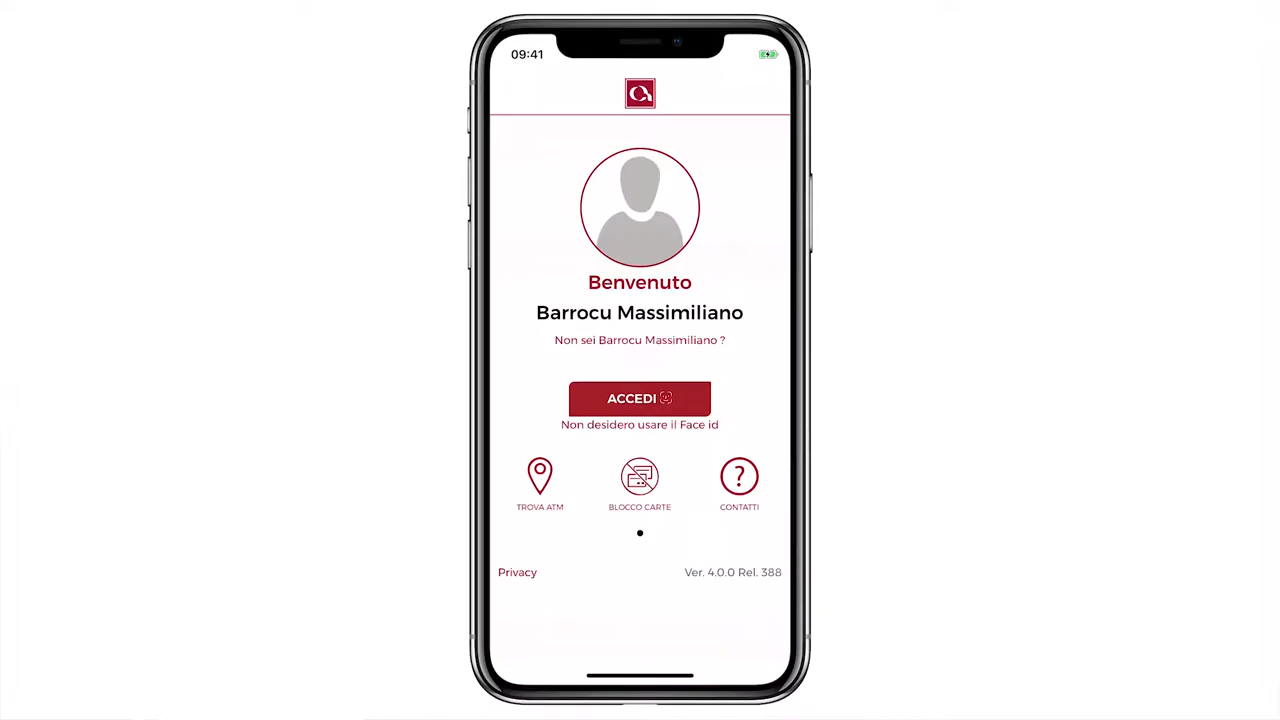 09:41
Benvenuto
Barrocu Massimiliano
Non sei Barrocu Massimiliano ?
ACCEDI
Non desidero usare il Face id
TROVA ATM
BLOCCO CARTE
CONTATTI
Privacy
Ver. 4.0.0 Rel. 388